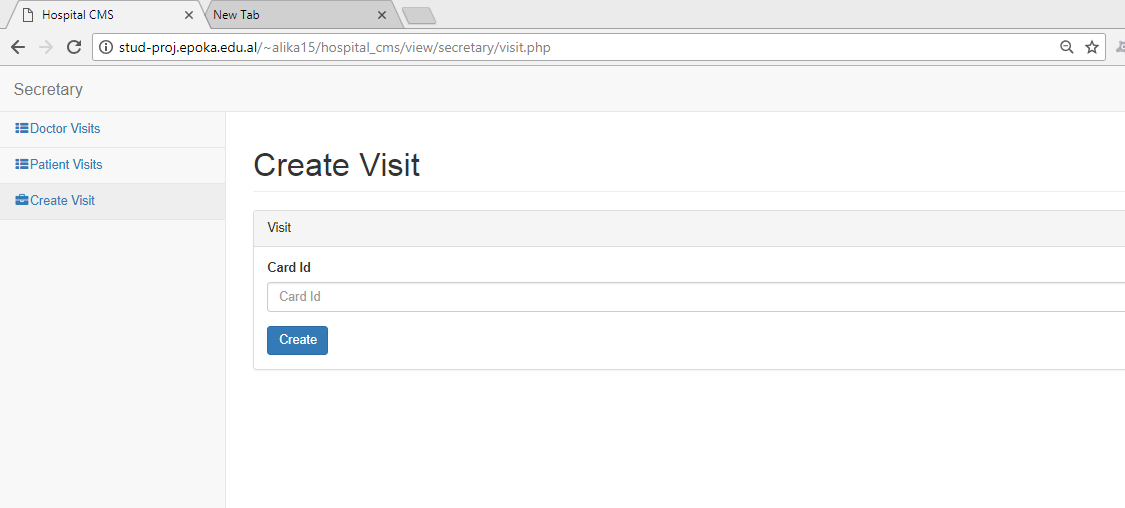 Hospital CMS
New Tab
stud-proj.epoka.edu.al/~alika15/hospital_cms/view/secretary/visit.php
Secretary
Doctor Visits
Patient Visits
Create Visit
Create Visit
Visit
Card Id
Card Id
Create